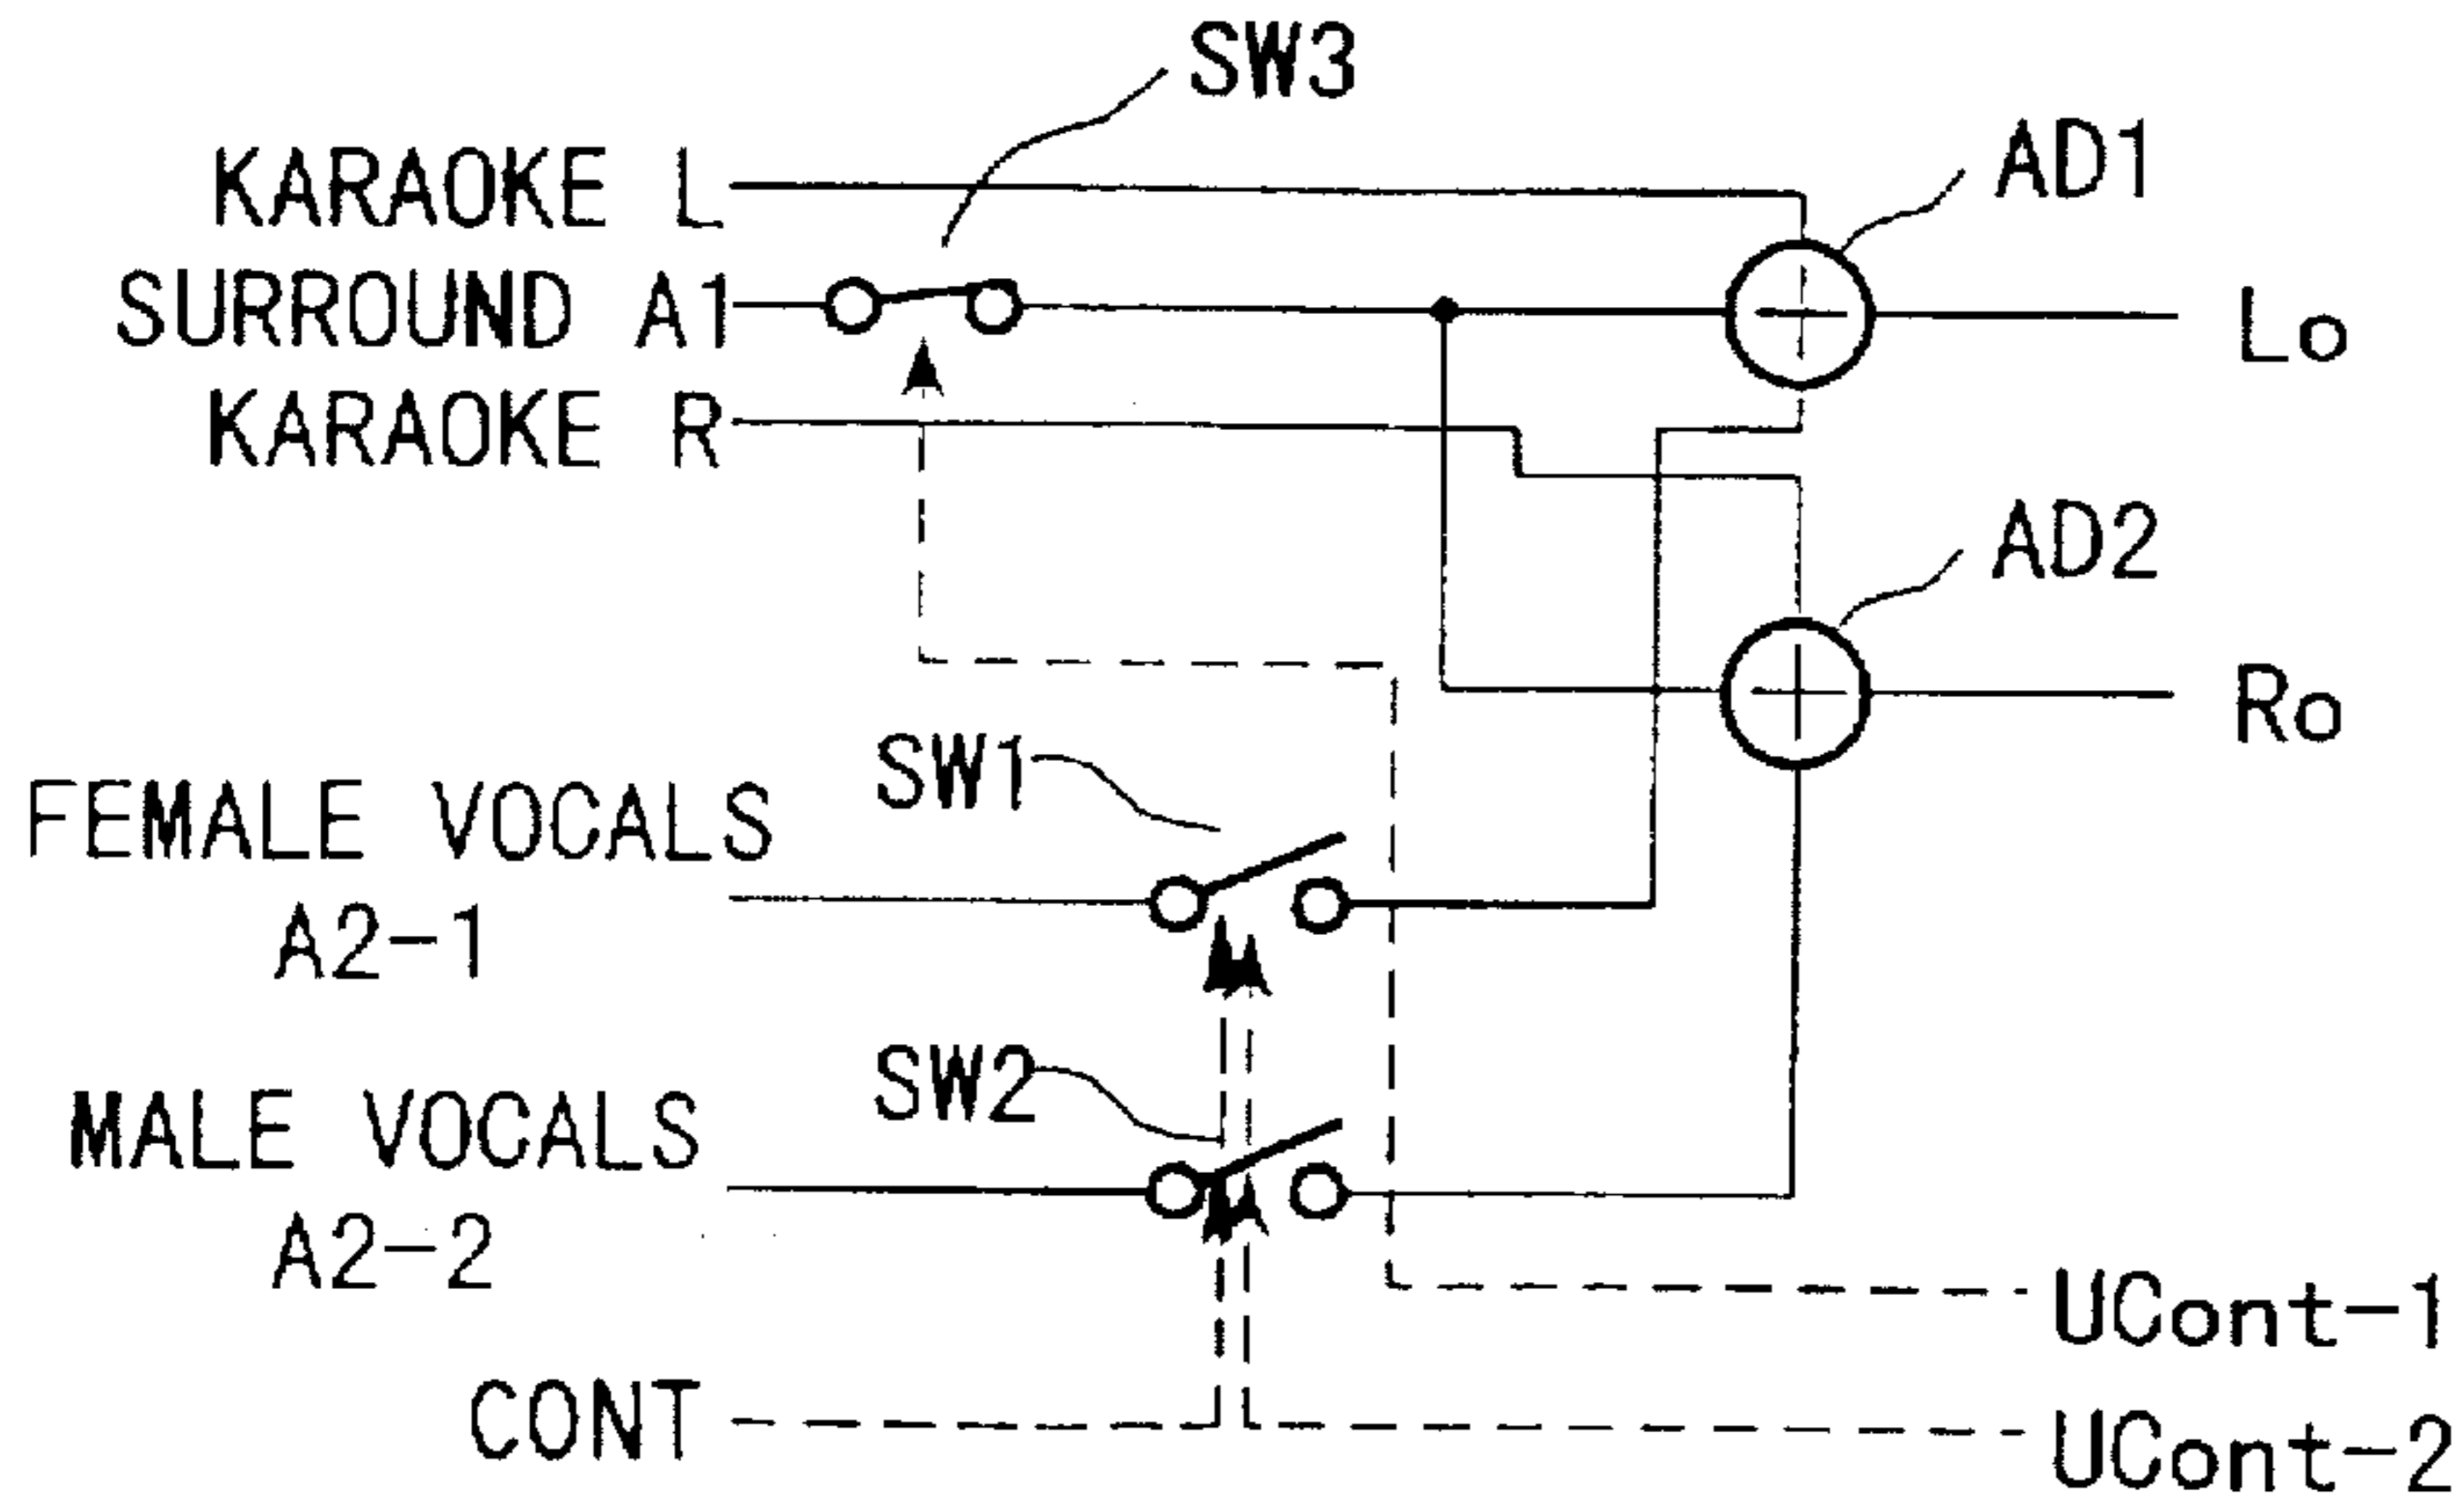 SW3
KARAOKE L
AD1
SURROUND A1
Lo
KARAOKE R
AD2
Ro
SW1
FEMALE VOCALS
A2-1
SW2
MALE VOCALS
A2-2
UCont-1
CONT
UCont-2